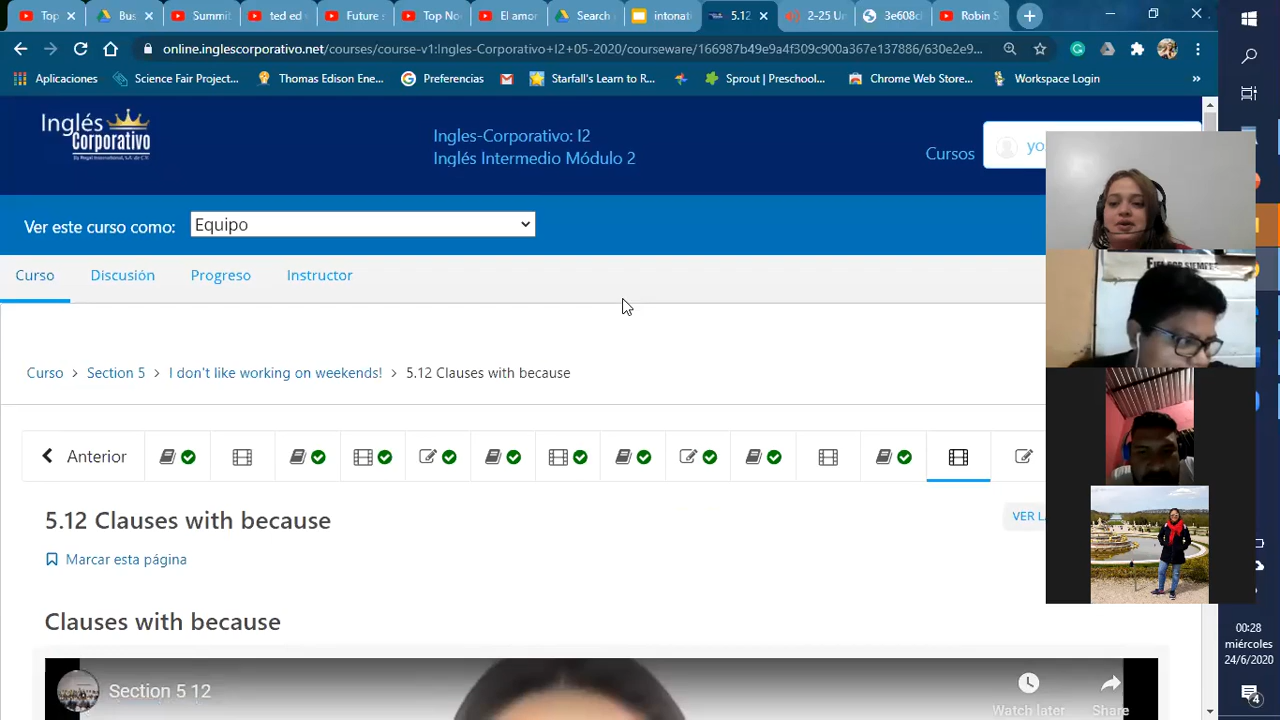 Top
Bus
Summit
ted ed
Future s
Top No
El amor
Search
intonati
5.12
2-25 Un
3e608cl
Robin S
online.inglescorporativo.net/courses/course-v1:Ingles-Corporativo+I2+05-2020/courseware/166987b49e9a4f309c900a367e137886/630e2e9...
Aplicaciones
Science Fair Project...
Thomas Edison Ene...
Preferencias
Starfall's Learn to R...
Sprout | Preschool...
Chrome Web Store...
Workspace Login
»
Inglés
Corporativo
Ingles-Corporativo: I2
Inglés Intermedio Módulo 2
Cursos
yo
Ver este curso como:
Equipo
Curso
Discusión
Progreso
Instructor
Curso > Section 5 > I don't like working on weekends! > 5.12 Clauses with because
Anterior
5.12 Clauses with because
VER L
Marcar esta página
Clauses with because
Section 5 12
Watch later
Share
00:28
miércoles
24/6/2020
4